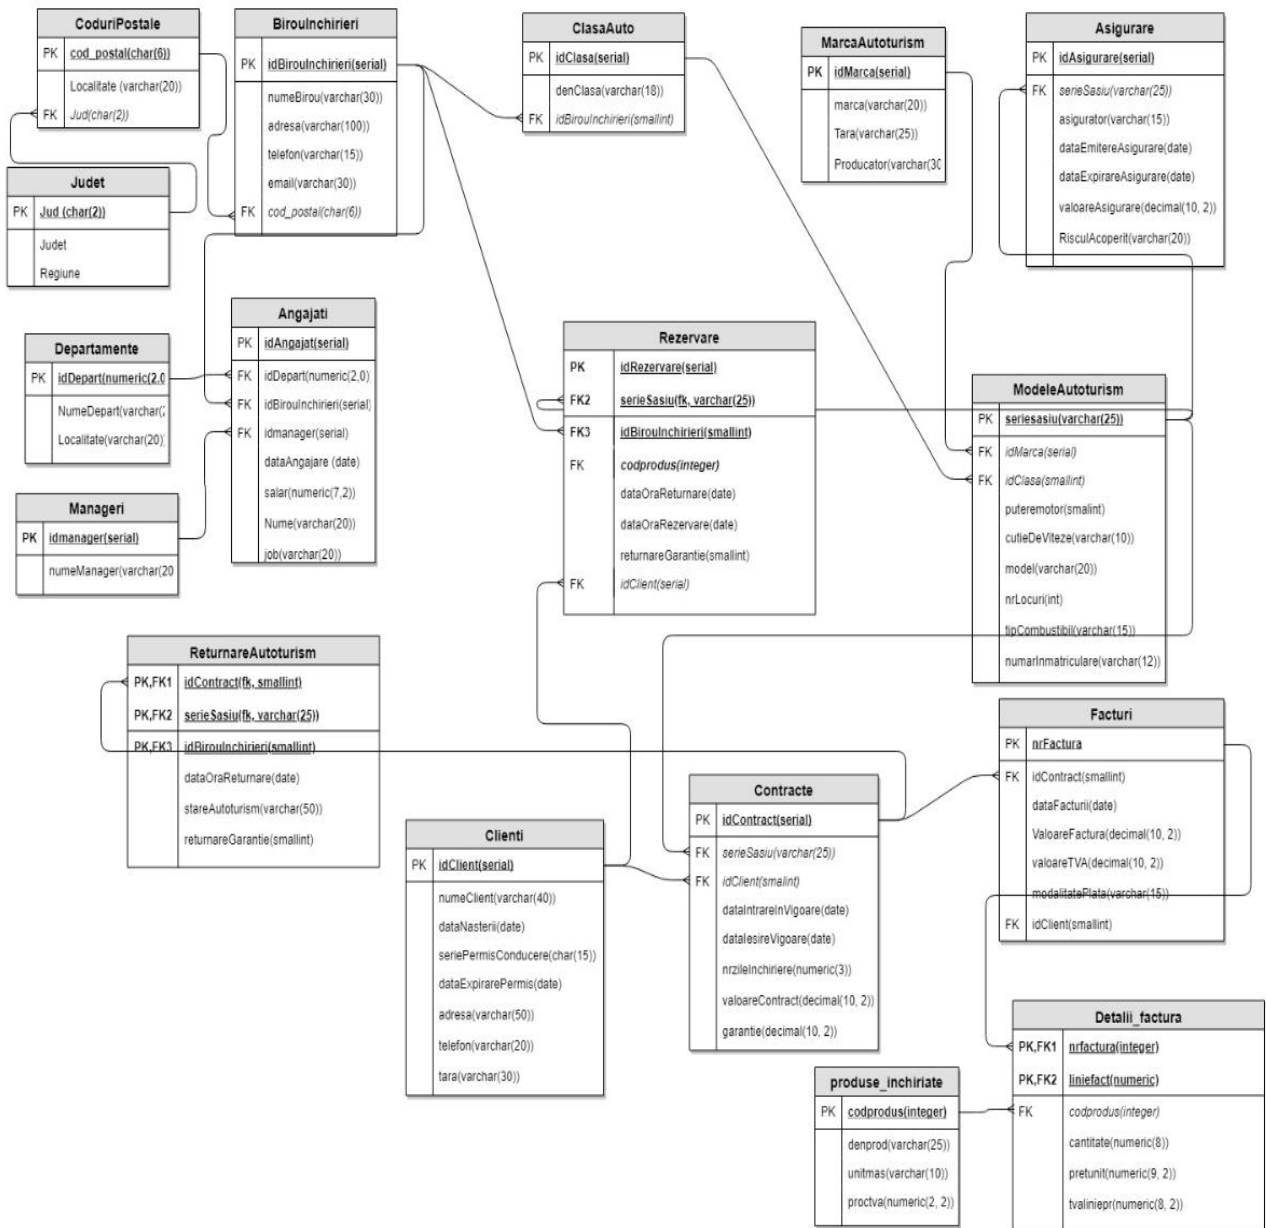 CoduriPostale
PK cod_postal(char(6))
Localitate (varchar(20))
FK Jud(char(2))
BirouInchirieri
PK idBirouInchirieri(serial)
numeBirou(varchar(30))
adresa(varchar(100))
telefon(varchar(15))
email(varchar(30))
FK cod_postal(char(6))
ClasaAuto
PK idClasa(serial)
denClasa(varchar(18))
FK idBirouInchirieri(smallint)
MarcaAutoturism
PK idMarca(serial)
marca(varchar(20))
Tara(varchar(25))
Producator(varchar(30
Asigurare
PK idAsigurare(serial)
FK serieSasiu(varchar(25))
asigurator(varchar(15))
dataEmitereAsigurare(date)
dataExpirareAsigurare(date)
valoareAsigurare(decimal(10, 2))
RisculAcoperit(varchar(20))
Judet
PK Jud (char(2))
Judet
Regiune
Departamente
PK idDepart(numeric(2,0
NumeDepart(varchar(
Localitate(varchar(20)
Angajati
PK idAngajat(serial)
FK idDepart(numeric(2,0)
FK idBirouInchirieri(serial)
FK idmanager(serial)
dataAngajare (date)
salar(numeric(7,2))
Nume(varchar(20))
job(varchar(20))
Manageri
PK idmanager(serial)
numeManager(varchar(20
Rezervare
PK idRezervare(serial)
FK2 serieSasiu(fk, varchar(25))
FK3 idBirouInchirieri(smallint)
FK codprodus(integer)
dataOraReturnare(date)
dataOraRezervare(date)
returnareGarantie(smallint)
FK idClient(serial)
ModeleAutoturism
PK seriesasiu(varchar(25))
FK idMarca(serial)
FK idClasa(smallint)
puteremotor(smalint)
cutieDeViteze(varchar(10))
model(varchar(20))
nrLocuri(int)
tipCombustibil(varchar(15))
numarInmatriculare(varchar(12))
ReturnareAutoturism
PK,FK1 idContract(fk, smallint)
PK,FK2 serieSasiu(fk, varchar(25))
PK,FK3 idBirouInchirieri(smallint)
dataOraReturnare(date)
stareAutoturism(varchar(50))
returnareGarantie(smallint)
Clienti
PK idClient(serial)
numeClient(varchar(40))
dataNasterii(date)
seriePermisConducere(char(15))
dataExpirarePermis(date)
adresa(varchar(50))
telefon(varchar(20))
tara(varchar(30))
Contracte
PK idContract(serial)
FK serieSasiu(varchar(25))
FK idClient(smalint)
dataIntrareInVigoare(date)
dataIesireVigoare(date)
nrzileInchiriere(numeric(3))
valoareContract(decimal(10, 2))
garantie(decimal(10, 2))
Facturi
PK nrFactura
FK idContract(smallint)
dataFacturii(date)
ValoareFactura(decimal(10, 2))
valoareTVA(decimal(10, 2))
modalitatePlata(varchar(15))
FK idClient(smallint)
produse_inchiriate
PK codprodus(integer)
denprod(varchar(25))
unitmas(varchar(10))
proctva(numeric(2, 2))
Detalii_factura
PK,FK1 nrfactura(integer)
PK,FK2 liniefact(numeric)
FK codprodus(integer)
cantitate(numeric(8))
pretunit(numeric(9, 2))
tvaliniepr(numeric(8, 2))